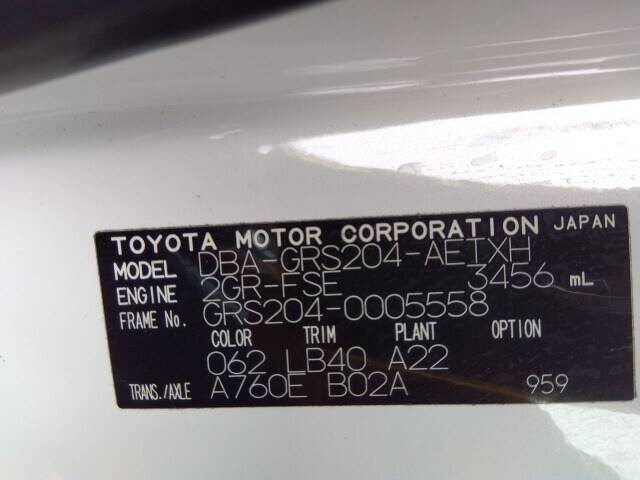 TOYOTA MOTOR CORPORATION JAPAN
MODEL DBA-GRS204-AETXH
ENGINE 2GR-FSE 3456 mL
FRAME No. GRS204-0005558
COLOR TRIM PLANT OPTION
062 LB40 A22
TRANS./AXLE A760E B02A 959